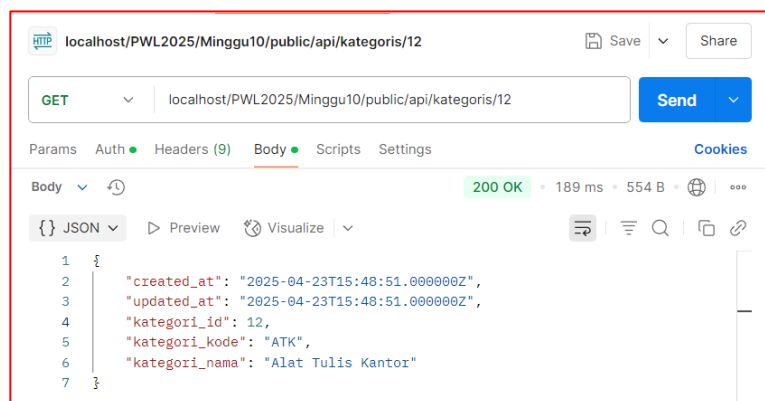 HTTP localhost/PWL2025/Minggu10/public/api/kategoris/12 Save Share
GET localhost/PWL2025/Minggu10/public/api/kategoris/12 Send
Params Auth Headers (9) Body Scripts Settings Cookies
Body 200 OK 189 ms 554 B
{} JSON Preview Visualize
1 {
2 "created_at": "2025-04-23T15:48:51.000000Z",
3 "updated_at": "2025-04-23T15:48:51.000000Z",
4 "kategori_id": 12,
5 "kategori_kode": "ATK",
6 "kategori_nama": "Alat Tulis Kantor"
7 }